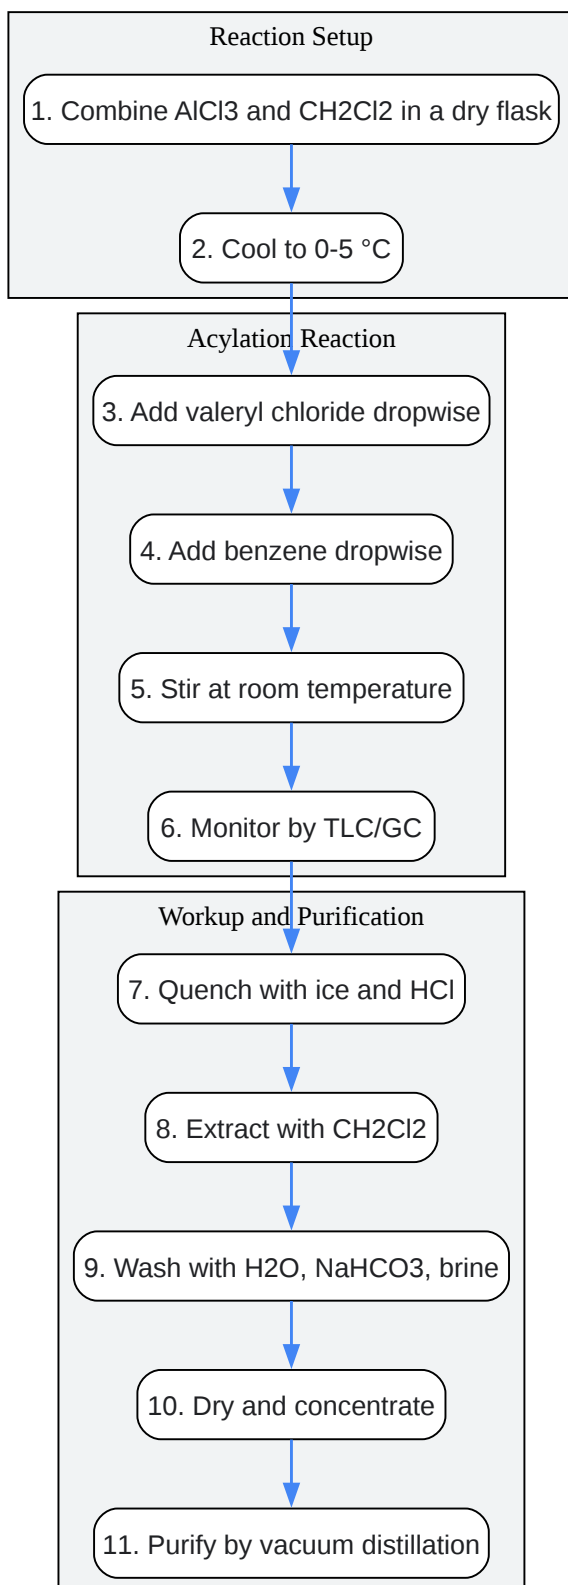 Reaction Setup
1. Combine AlCl3 and CH2Cl2 in a dry flask
2. Cool to 0-5 °C
Acylation Reaction
3. Add valeryl chloride dropwise
4. Add benzene dropwise
5. Stir at room temperature
6. Monitor by TLC/GC
Workup and Purification
7. Quench with ice and HCl
8. Extract with CH2Cl2
9. Wash with H2O, NaHCO3, brine
10. Dry and concentrate
11. Purify by vacuum distillation